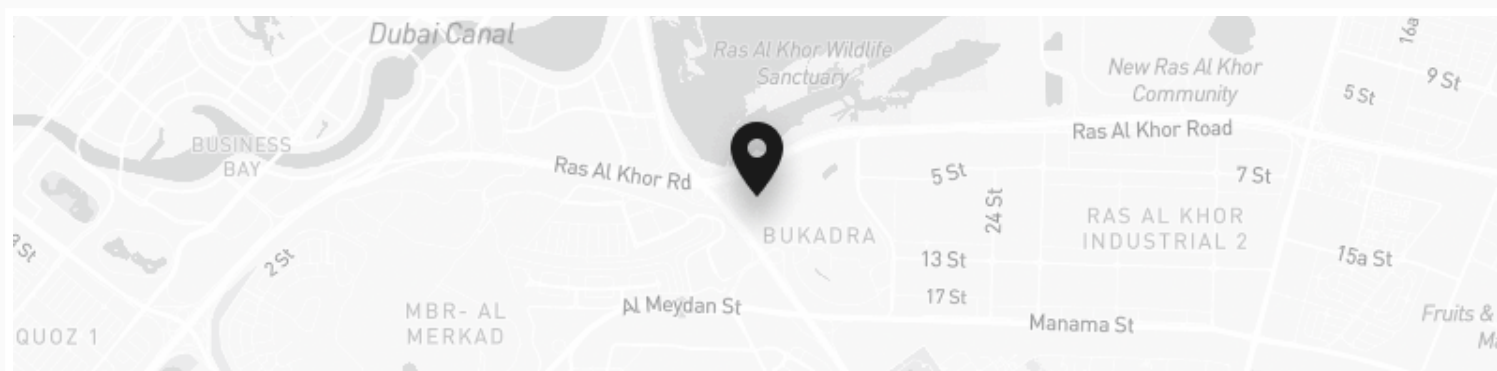 Dubai Canal
Ras Al Khor Wildlife
Sanctuary
New Ras Al Khor
Community
16a
9 St
5 St
BUSINESS
BAY
Ras Al Khor Road
Ras Al Khor Rd
5 St
7 St
24 St
RAS AL KHOR
INDUSTRIAL 2
BUKADRA
2 St
13 St
15a St
17 St
MBR- AL
MERKAD
Al Meydan St
Manama St
QUOZ 1
Fruits &